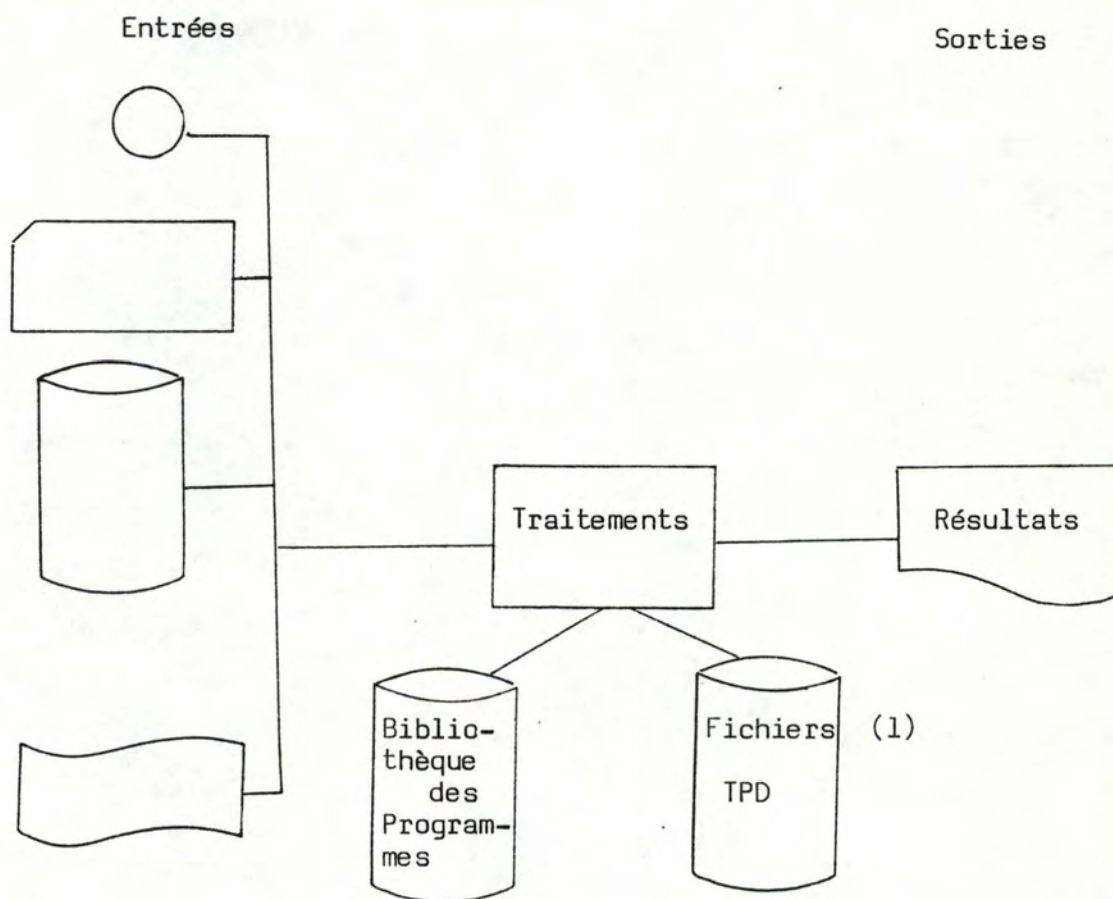 Entrées
Sorties
Traitements
Résultats
Biblio-
thèque
des
Program-
mes
Fichiers (1)
TPD